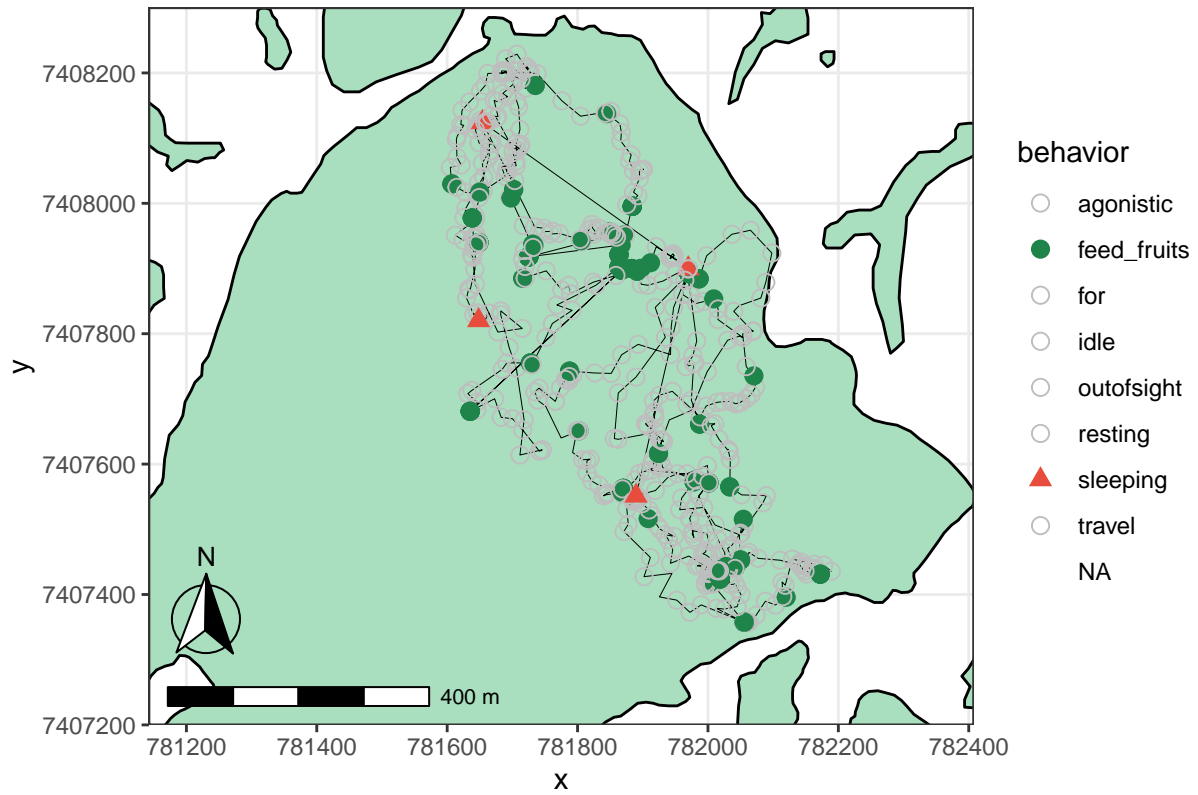 7408200
7408000
7407800
7407600
7407400
7407200
y
N
400 m
781200
781400
781600
781800
782000
782200
782400
x
behavior
agonistic
feed_fruits
for
idle
outofsight
resting
sleeping
travel
NA